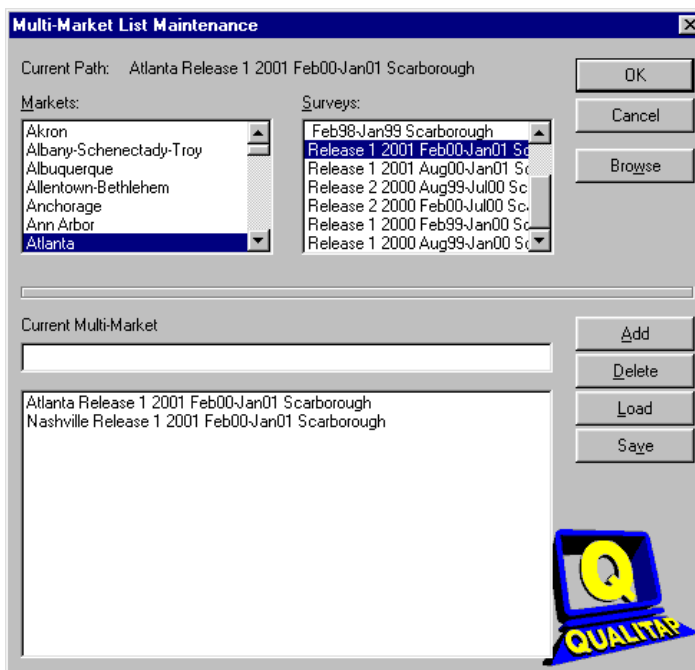 Multi-Market List Maintenance
Current Path: Atlanta Release 1 2001 Feb00-Jan01 Scarborough
OK
Markets:
Surveys:
Cancel
Akron
Albany-Schenectady-Troy
Albuquerque
Allentown-Bethlehem
Anchorage
Ann Arbor
Atlanta
Feb98-Jan99 Scarborough
Release 1 2001 Feb00-Jan01 Sc
Release 1 2001 Aug00-Jan01 Sc
Release 2 2000 Aug99-Jul00 Sc
Release 2 2000 Feb00-Jul00 Sc
Release 1 2000 Feb99-Jan00 Sc
Release 1 2000 Aug99-Jan00 Sc
Browse
Current Multi-Market
Add
Delete
Load
Save
Atlanta Release 1 2001 Feb00-Jan01 Scarborough
Nashville Release 1 2001 Feb00-Jan01 Scarborough
Q
QUALITAP